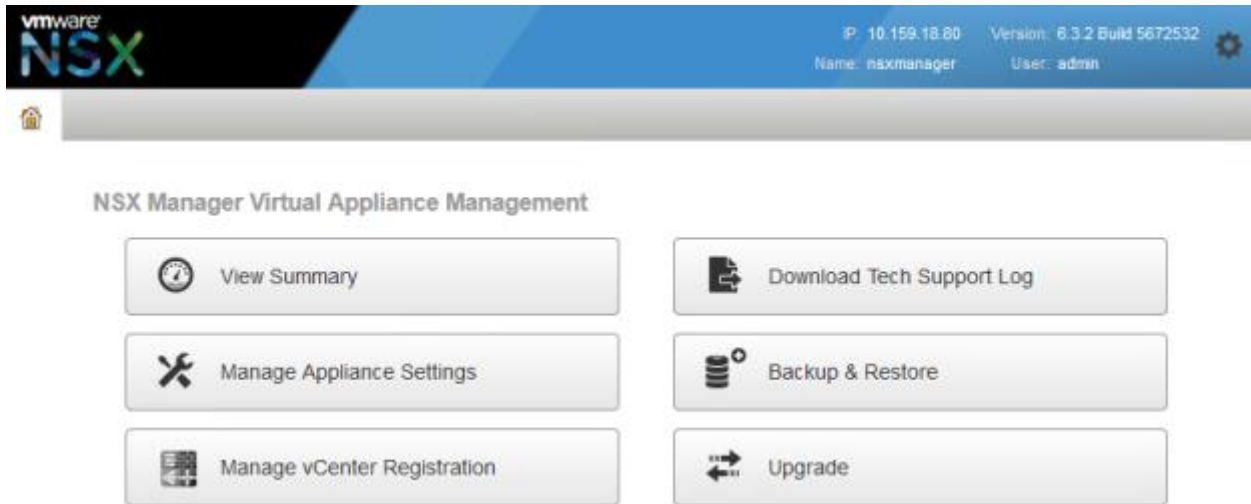 vmware
NSX
IP: 10.159.18.80 Version: 6.3.2 Build 5672532
Name: nsxmanager User: admin
NSX Manager Virtual Appliance Management
View Summary
Download Tech Support Log
Manage Appliance Settings
Backup & Restore
Manage vCenter Registration
Upgrade